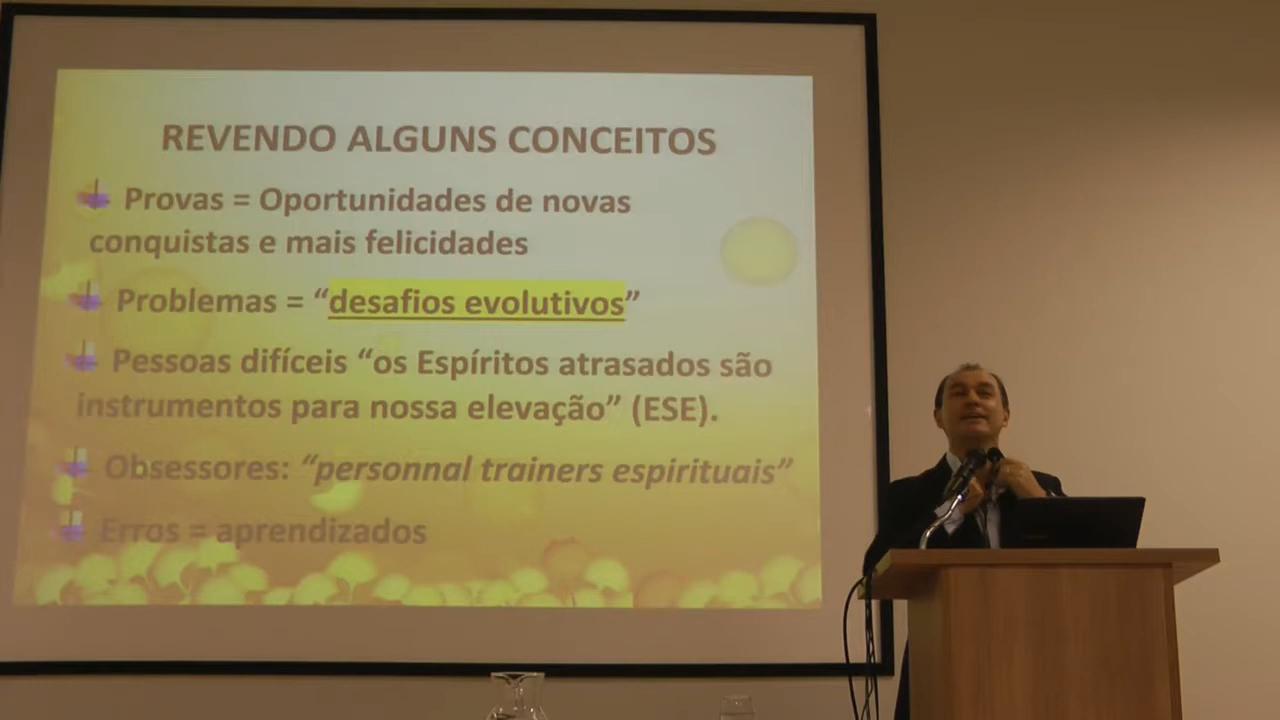 REVENDO ALGUNS CONCEITOS
Provas = Oportunidades de novas
conquistas e mais felicidades
Problemas = “desafios evolutivos”
Pessoas difíceis “os Espíritos atrasados são
instrumentos para nossa elevação” (ESE).
Obsessores: “personnal trainers espirituais”
Erros = aprendizados